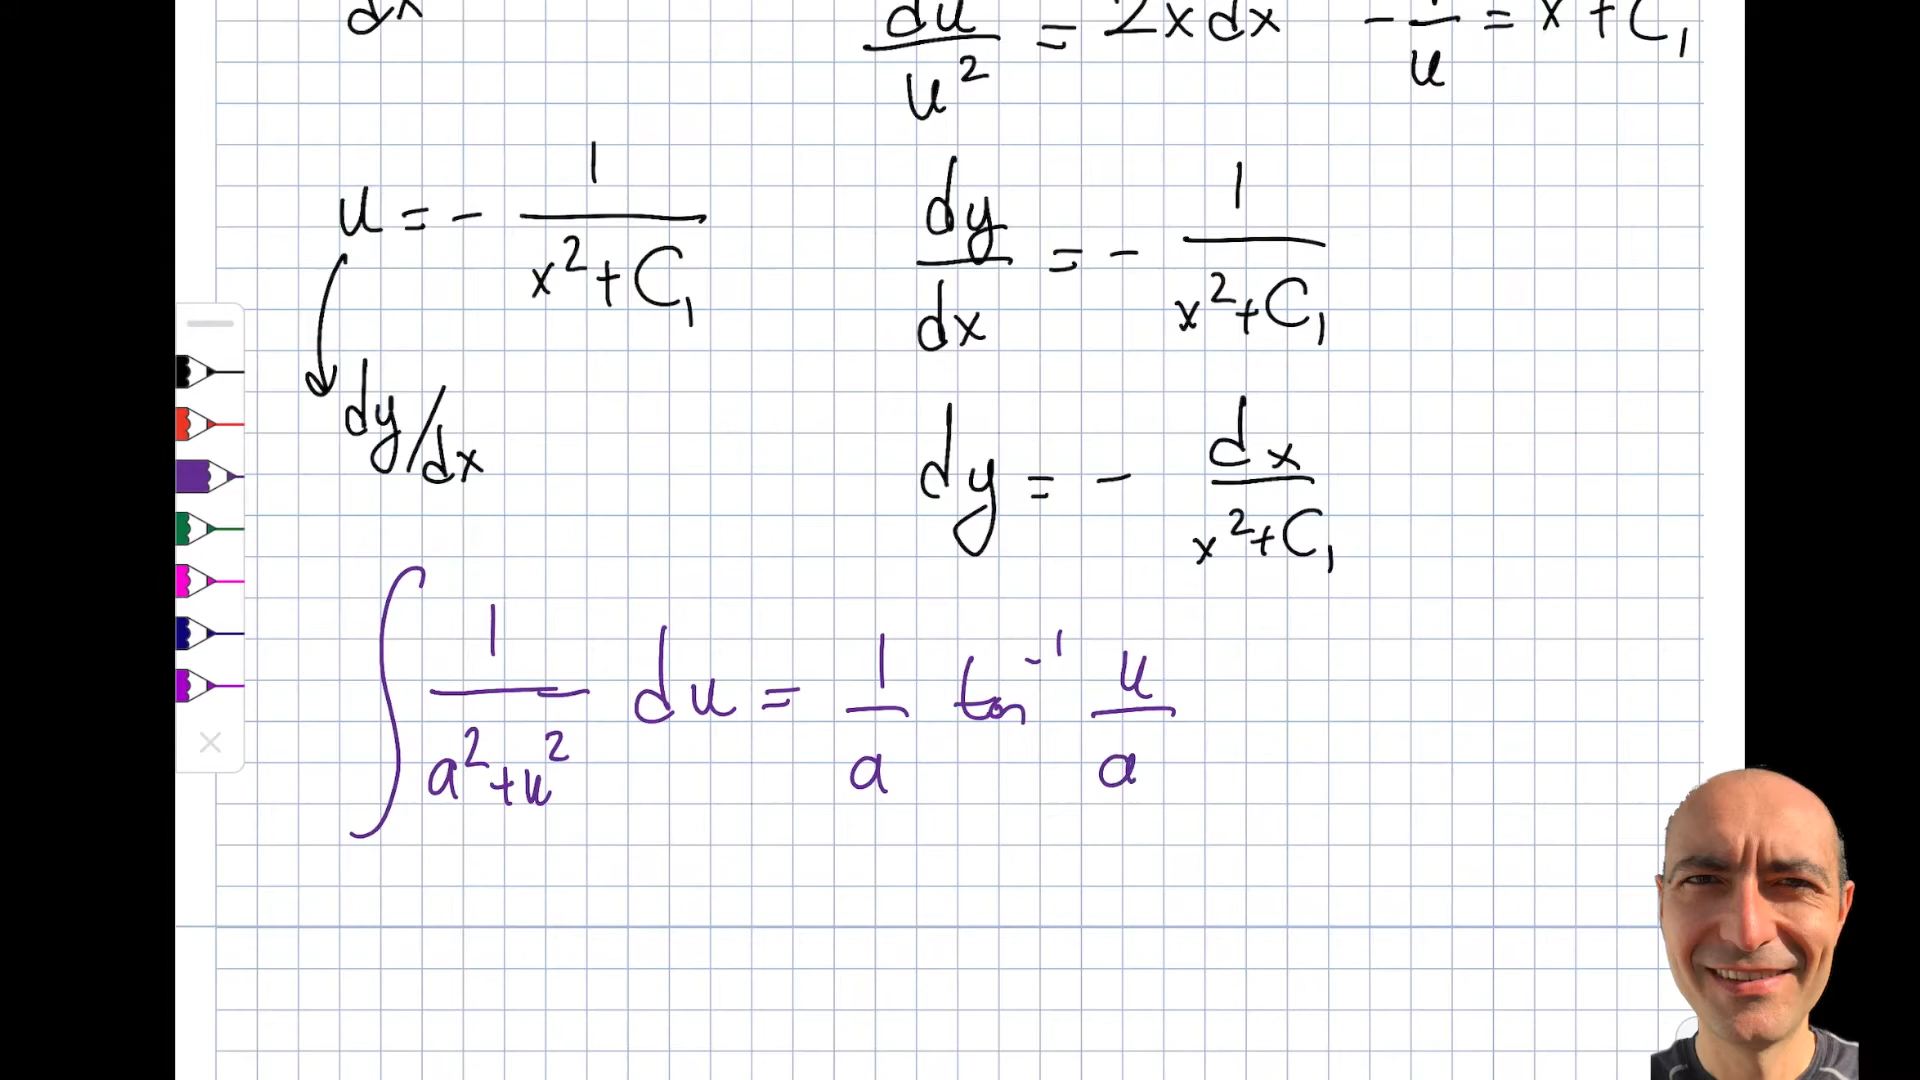 dx
du/u² = 2x dx
-1/u = x + C₁
u = - 1/(x² + C₁)
dy/dx = - 1/(x² + C₁)
dy/dx
dy = - dx/(x² + C₁)
∫ 1/(a² + u²) du = 1/a tan⁻¹ u/a